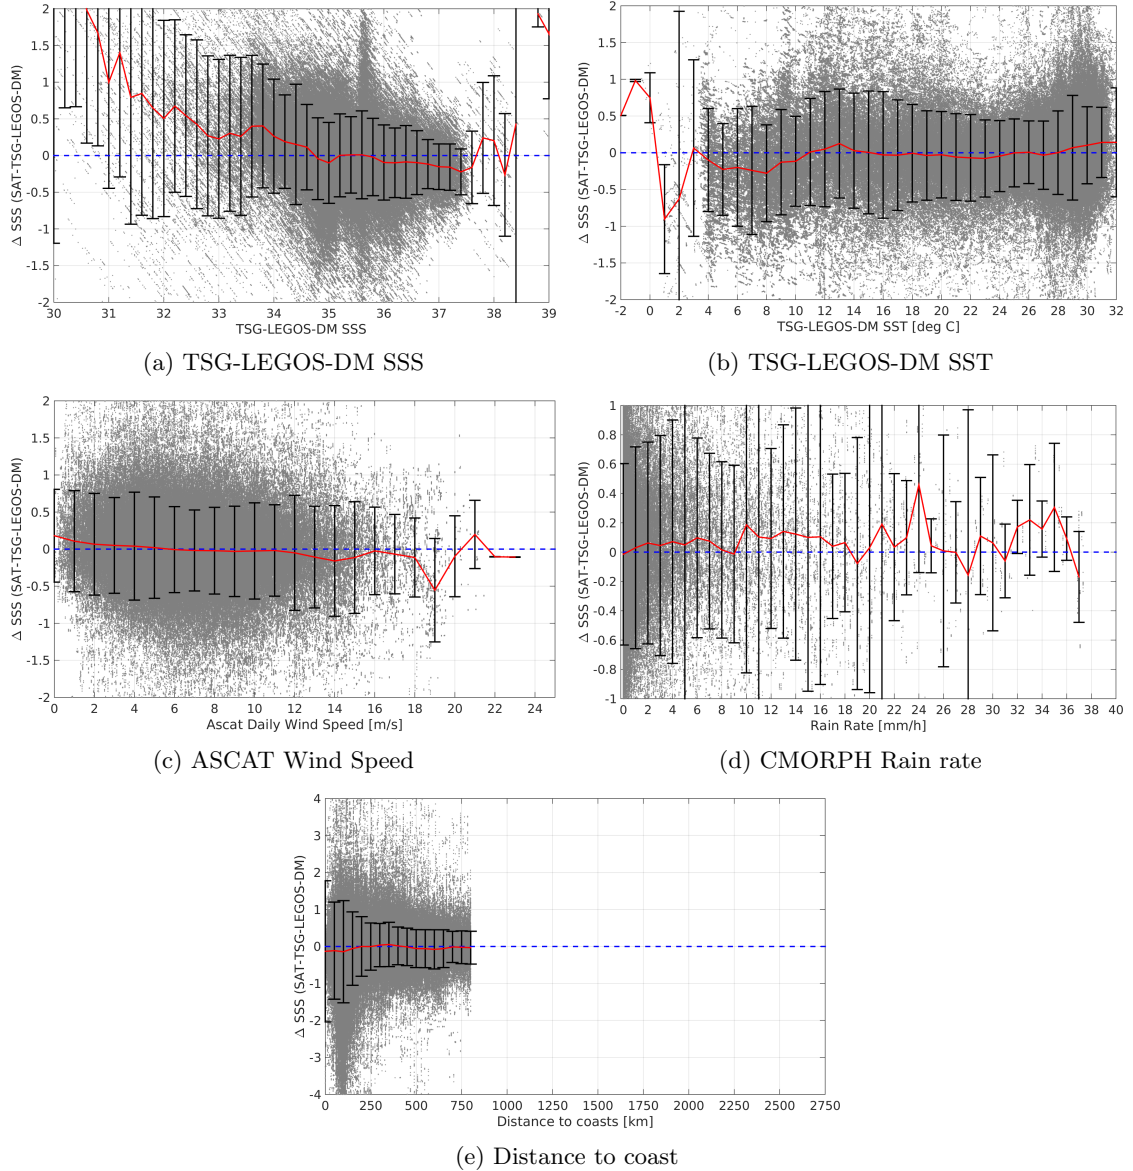 2
1.5
1
0.5
0
-0.5
-1
-1.5
-2
Δ SSS (SAT-TSG-LEGOS-DM)
30 31 32 33 34 35 36 37 38 39
TSG-LEGOS-DM SSS
(a) TSG-LEGOS-DM SSS
2
1.5
1
0.5
0
-0.5
-1
-1.5
-2
Δ SSS (SAT-TSG-LEGOS-DM)
-2 0 2 4 6 8 10 12 14 16 18 20 22 24 26 28 30 32
TSG-LEGOS-DM SST [deg C]
(b) TSG-LEGOS-DM SST
2
1.5
1
0.5
0
-0.5
-1
-1.5
-2
Δ SSS (SAT-TSG-LEGOS-DM)
0 2 4 6 8 10 12 14 16 18 20 22 24
Ascat Daily Wind Speed [m/s]
(c) ASCAT Wind Speed
1
0.8
0.6
0.4
0.2
0
-0.2
-0.4
-0.6
-0.8
-1
Δ SSS (SAT-TSG-LEGOS-DM)
0 2 4 6 8 10 12 14 16 18 20 22 24 26 28 30 32 34 36 38 40
Rain Rate [mm/h]
(d) CMORPH Rain rate
4
3
2
1
0
-1
-2
-3
-4
Δ SSS (SAT-TSG-LEGOS-DM)
0 250 500 750 1000 1250 1500 1750 2000 2250 2500 2750
Distance to coasts [km]
(e) Distance to coast